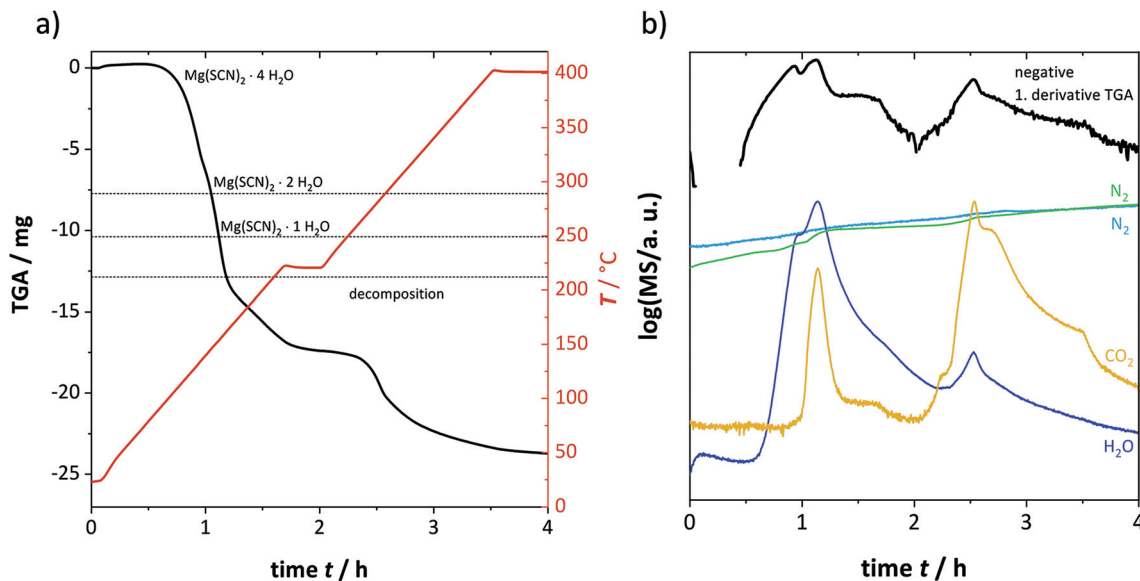 a)
TGA / mg
0
-5
-10
-15
-20
-25
Mg(SCN)₂ · 4 H₂O
Mg(SCN)₂ · 2 H₂O
Mg(SCN)₂ · 1 H₂O
decomposition
400
350
300
250
200
150
100
50
0
T / °C
0
1
2
3
4
time t / h
b)
log(MS/a. u.)
negative
1. derivative TGA
N₂
N₂
CO₂
H₂O
0
1
2
3
4
time t / h